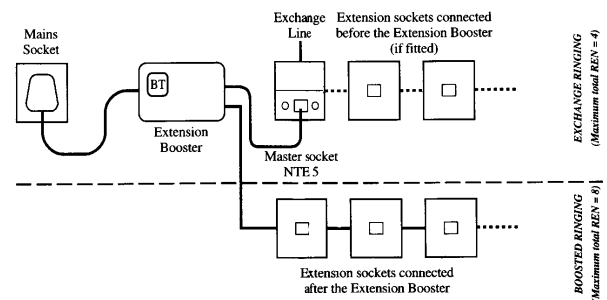 Mains
Socket
BT
Extension
Booster
Exchange
Line
Extension sockets connected
before the Extension Booster
(if fitted)
Master socket
NTE 5
EXCHANGE RINGING
(Maximum total REN = 4)
Extension sockets connected
after the Extension Booster
BOOSTED RINGING
(Maximum total REN = 8)